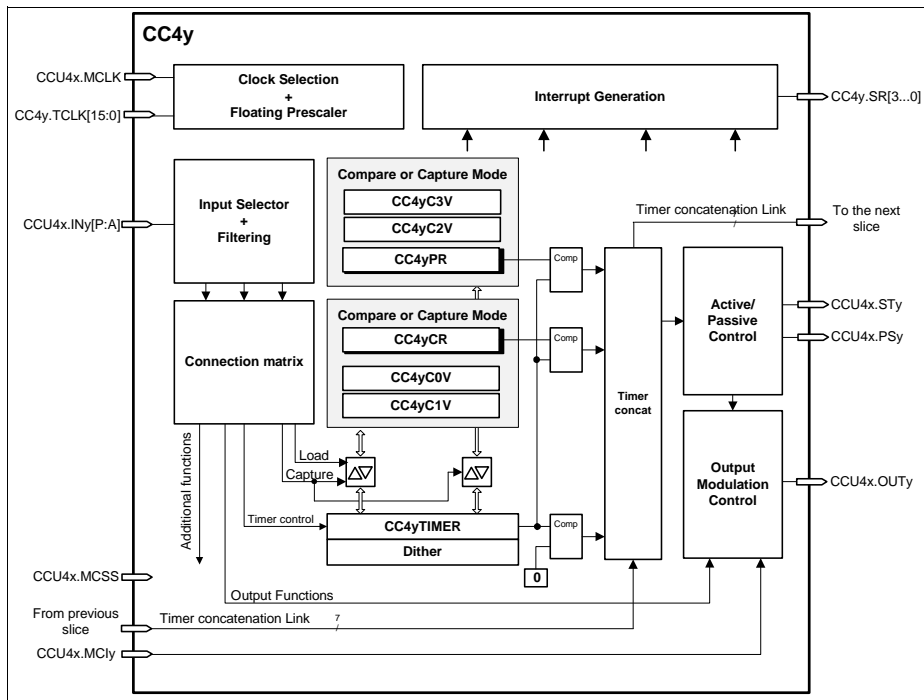 CC4y
CCU4x.MCLK
CC4y.TCLK[15:0]
Clock Selection
+
Floating Prescaler
Interrupt Generation
CC4y.SR[3...0]
CCU4x.INy[P:A]
Input Selector
+
Filtering
Compare or Capture Mode
CC4yC3V
CC4yC2V
CC4yPR
Comp
Timer concatenation Link
7
To the next
slice
Connection matrix
Compare or Capture Mode
CC4yCR
CC4yC0V
CC4yC1V
Comp
Timer
concat
Active/
Passive
Control
CCU4x.STy
CCU4x.PSy
Load
Capture
Additional functions
Timer control
CC4yTIMER
Dither
Comp
0
Output
Modulation
Control
CCU4x.OUTy
CCU4x.MCSS
Output Functions
From previous
slice
Timer concatenation Link
7
CCU4x.MCIy